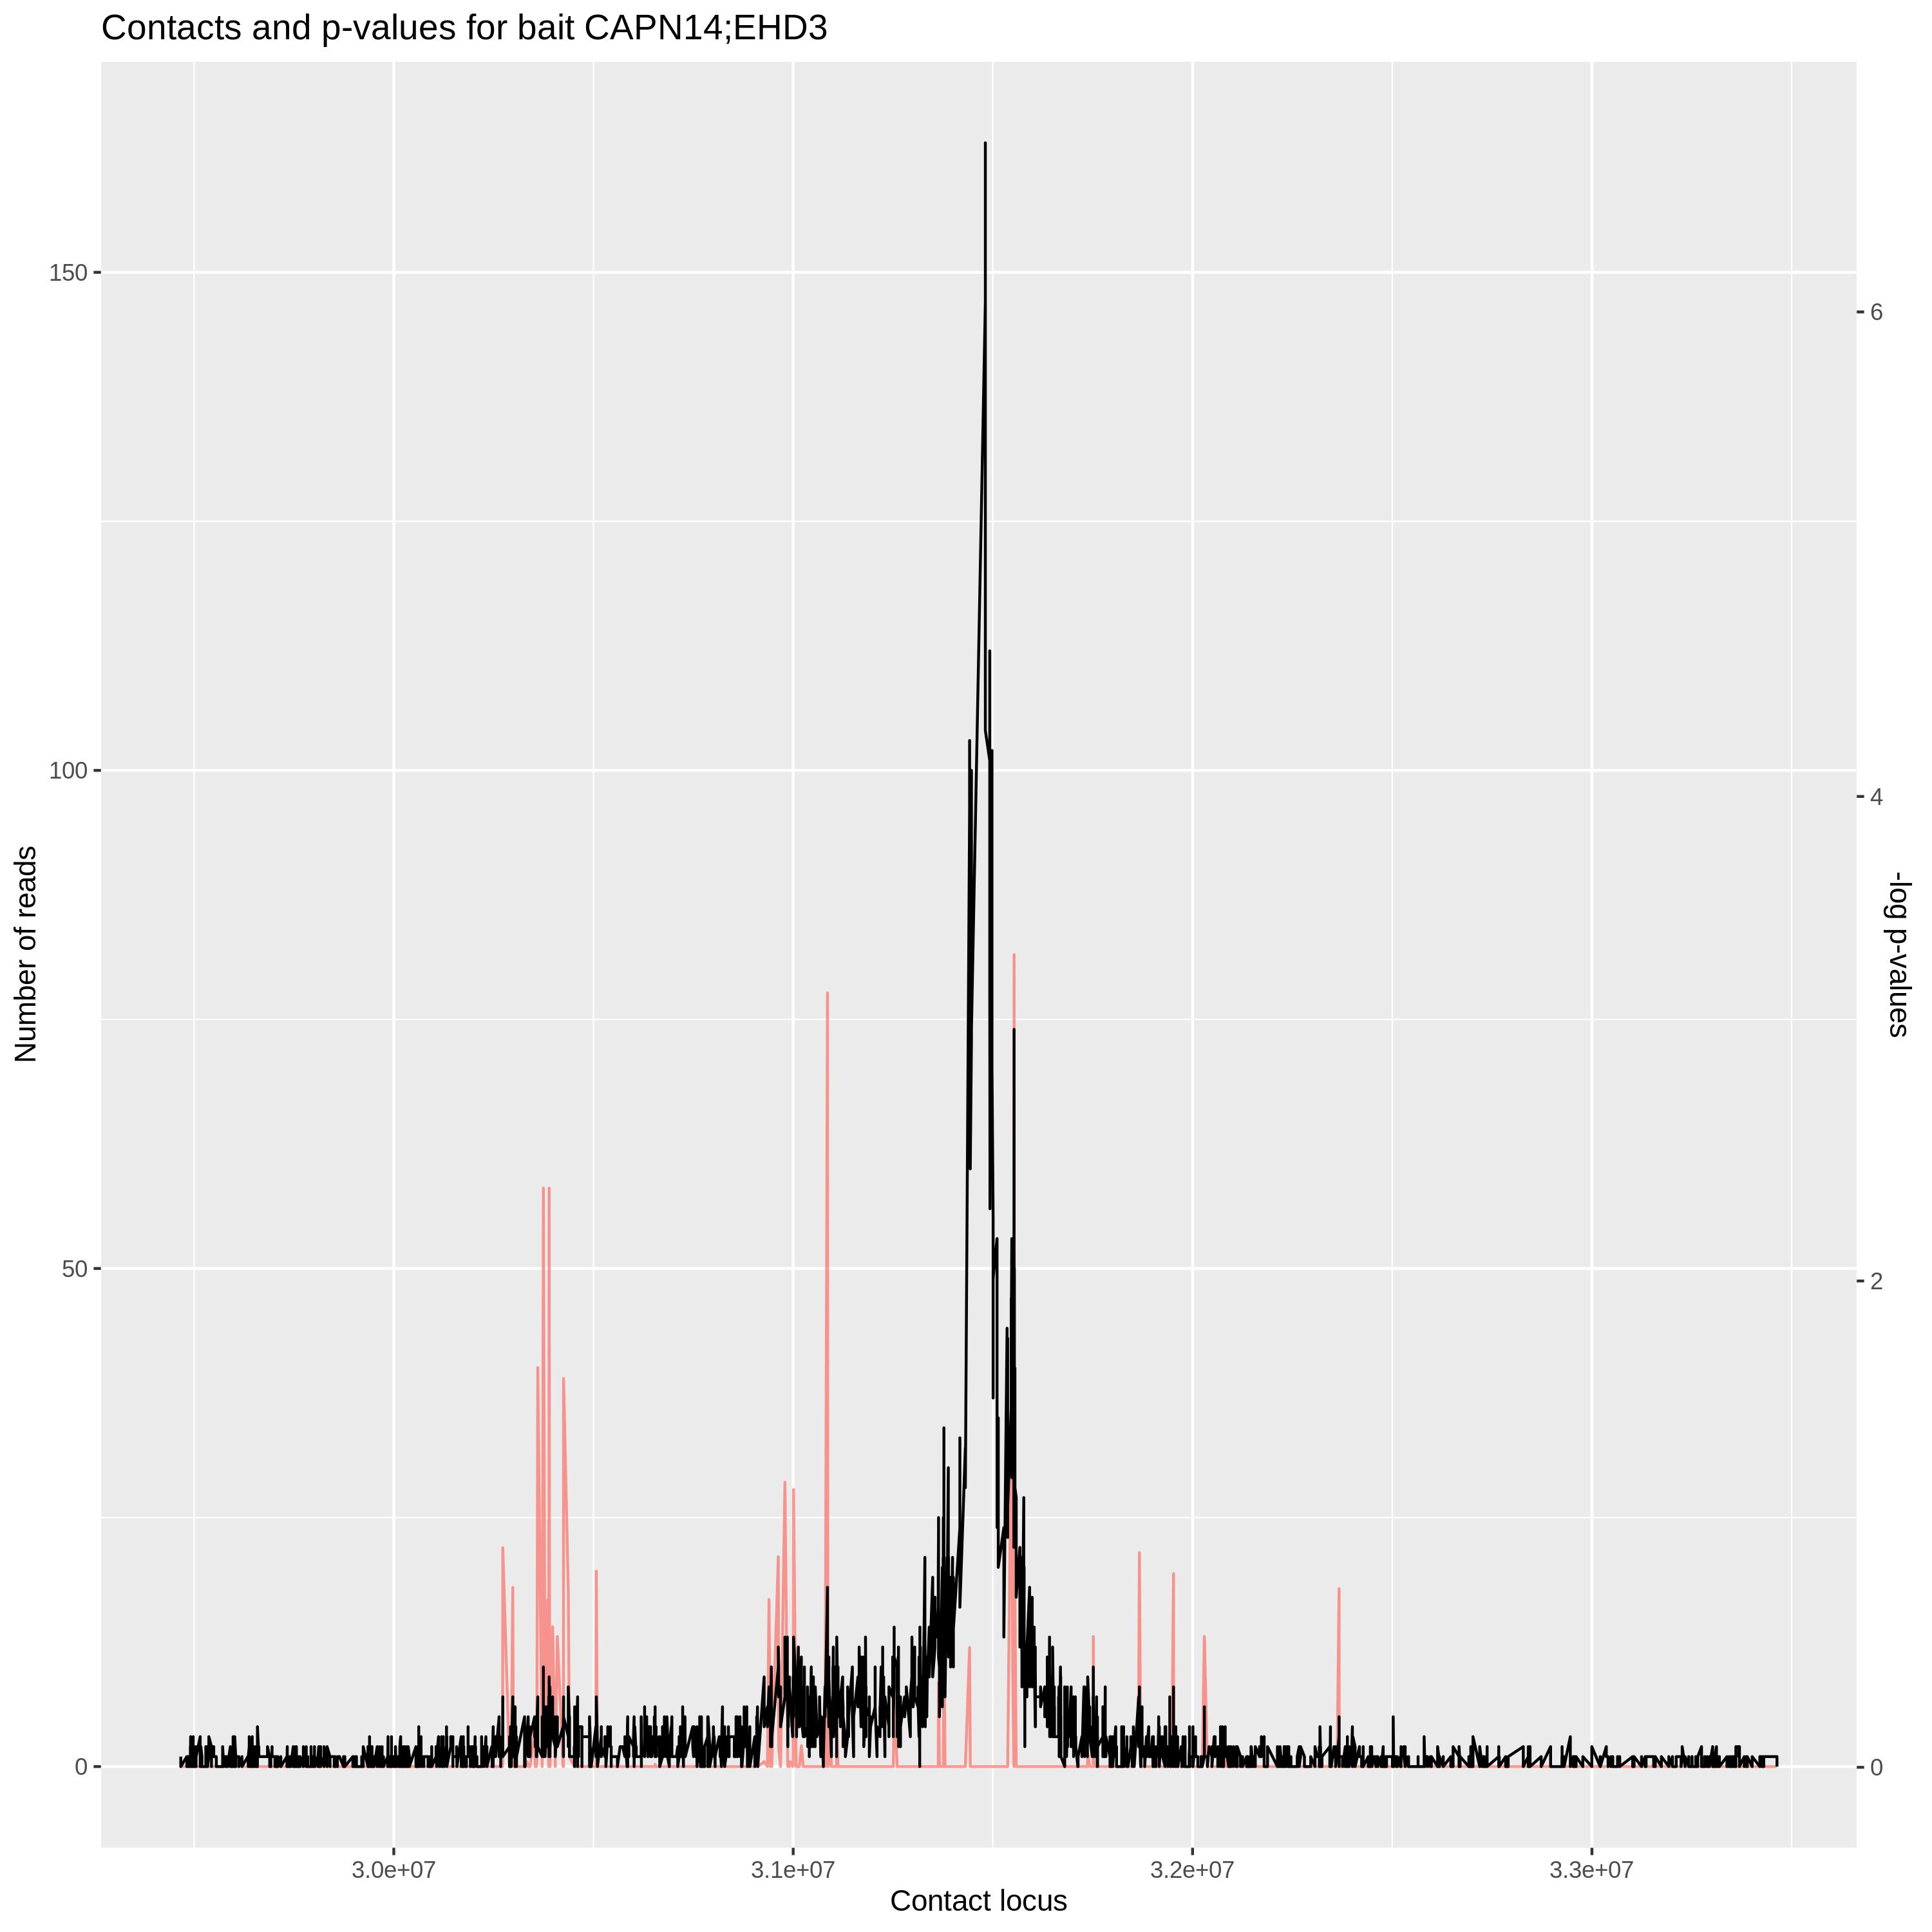 Contacts and p-values for bait CAPN14;EHD3
150
100
50
0
Number of reads
6
4
2
0
-log p-values
3.0e+07 3.1e+07 3.2e+07 3.3e+07
Contact locus